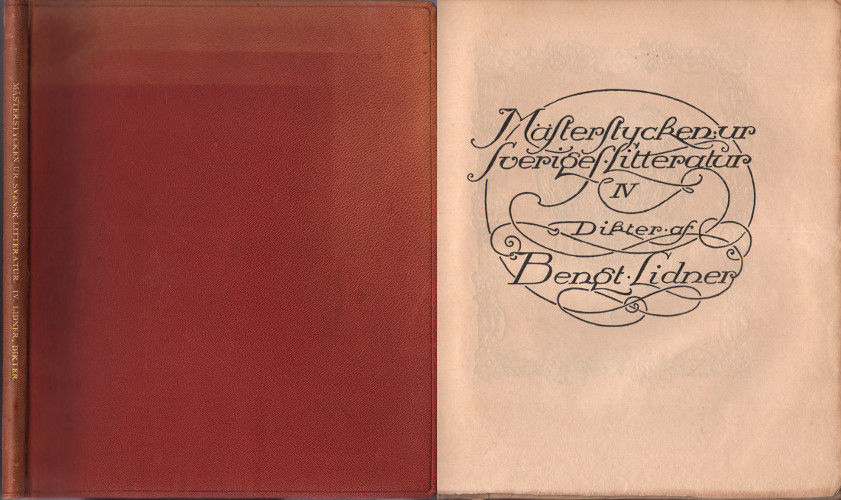 MÄSTERSTYCKEN UR SVENSK LITTERATUR IV. LIDNER, DIKTER
Mäſterſtycken·ur
Sverigeſ·Litteratur
IV
Dikter·af
Bengt·Lidner